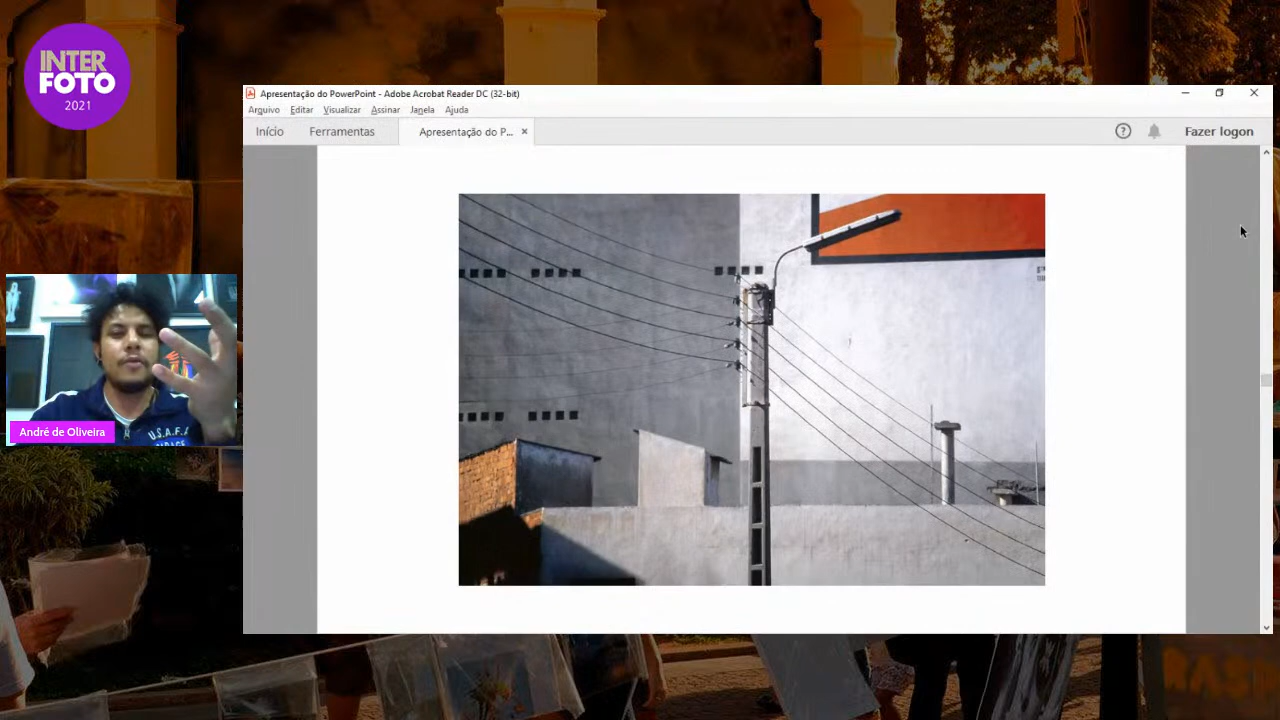 INTER
FOTO
2021
Apresentação do PowerPoint - Adobe Acrobat Reader DC (32-bit)
Arquivo Editar Visualizar Assinar Janela Ajuda
Início Ferramentas Apresentação do P... × Fazer logon
André de Oliveira
U.S.A.F.A